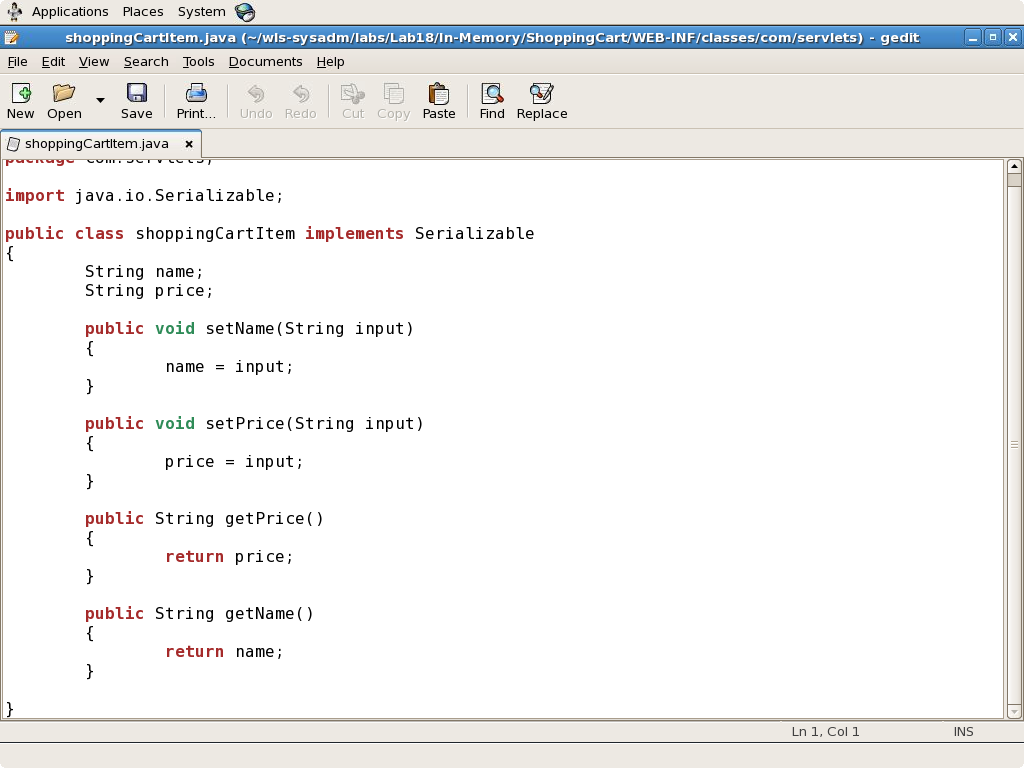 Applications Places System
shoppingCartItem.java (~/wls-sysadm/labs/Lab18/In-Memory/ShoppingCart/WEB-INF/classes/com/servlets) - gedit
File Edit View Search Tools Documents Help
New Open Save Print... Undo Redo Cut Copy Paste Find Replace
shoppingCartItem.java
package com.servlets;
import java.io.Serializable;
public class shoppingCartItem implements Serializable
{
String name;
String price;
public void setName(String input)
{
name = input;
}
public void setPrice(String input)
{
price = input;
}
public String getPrice()
{
return price;
}
public String getName()
{
return name;
}
}
Ln 1, Col 1 INS